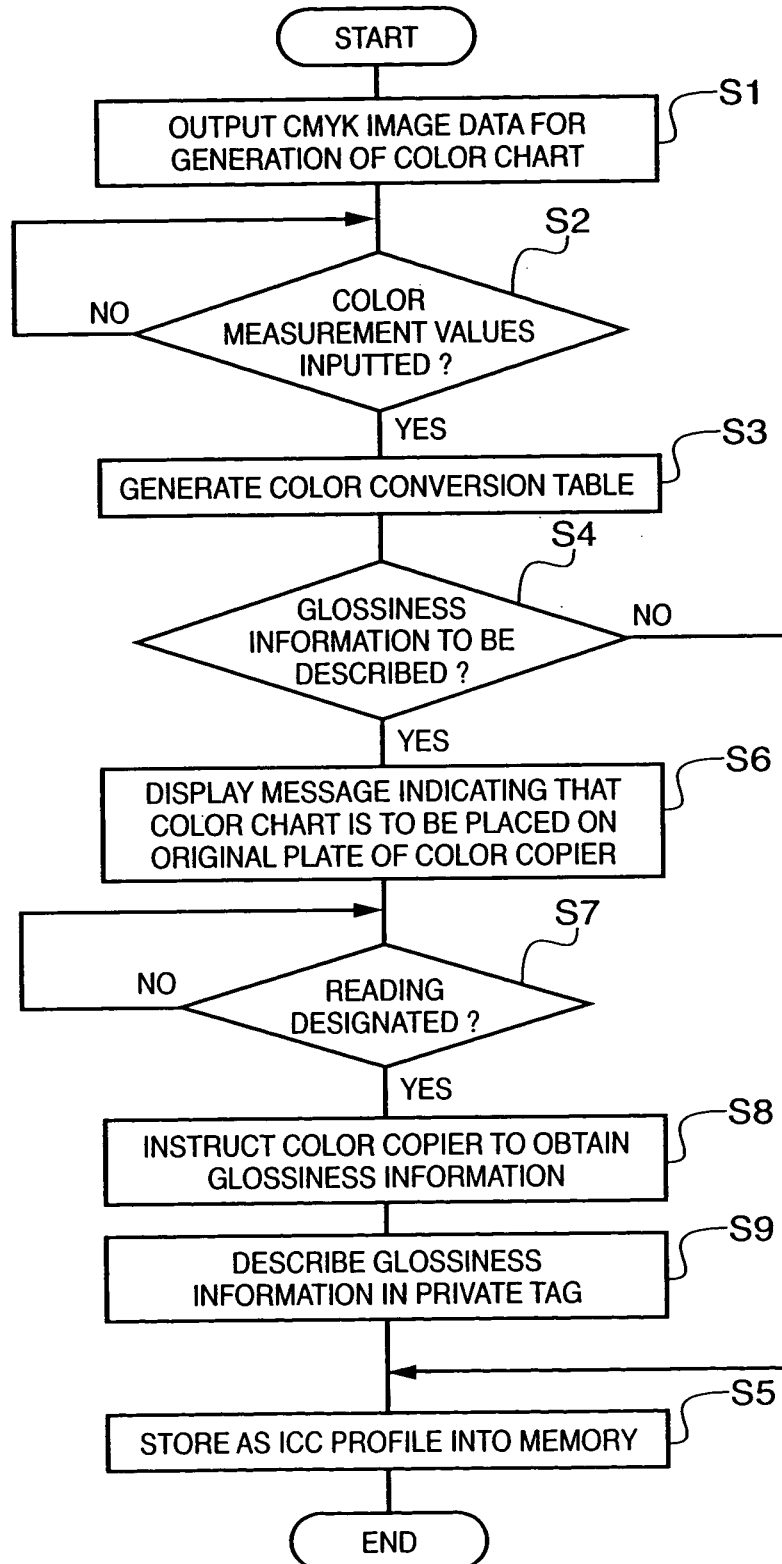 START
S1
OUTPUT CMYK IMAGE DATA FOR
GENERATION OF COLOR CHART
S2
NO
COLOR
MEASUREMENT VALUES
INPUTTED ?
YES
S3
GENERATE COLOR CONVERSION TABLE
S4
GLOSSINESS
INFORMATION TO BE
DESCRIBED ?
NO
YES
S6
DISPLAY MESSAGE INDICATING THAT
COLOR CHART IS TO BE PLACED ON
ORIGINAL PLATE OF COLOR COPIER
S7
NO
READING
DESIGNATED ?
YES
S8
INSTRUCT COLOR COPIER TO OBTAIN
GLOSSINESS INFORMATION
S9
DESCRIBE GLOSSINESS
INFORMATION IN PRIVATE TAG
S5
STORE AS ICC PROFILE INTO MEMORY
END